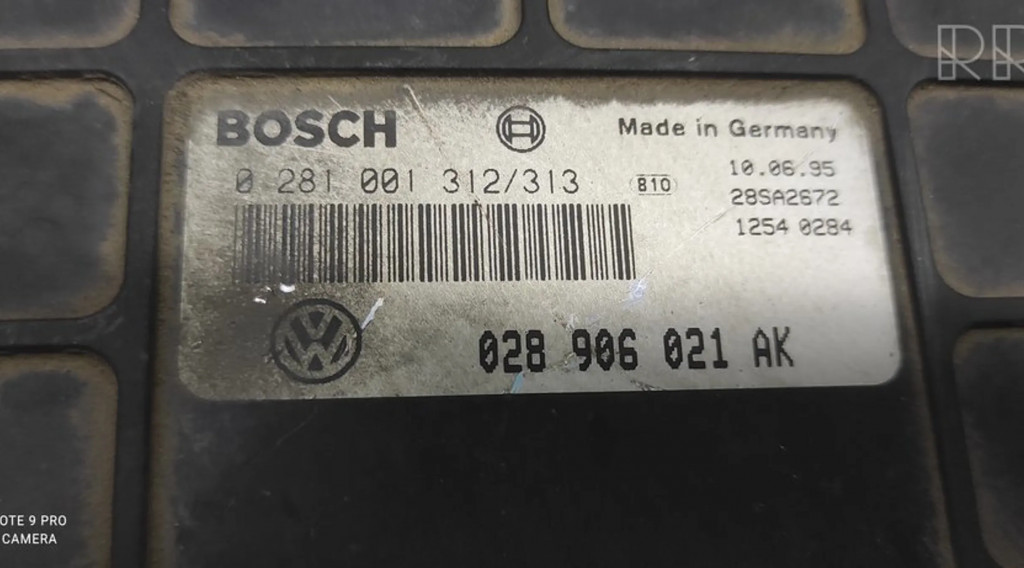 BOSCH
Made in Germany
0 281 001 312/313
810
10.06.95
28SA2672
1254 0284
028 906 021 AK
OTE 9 PRO
CAMERA